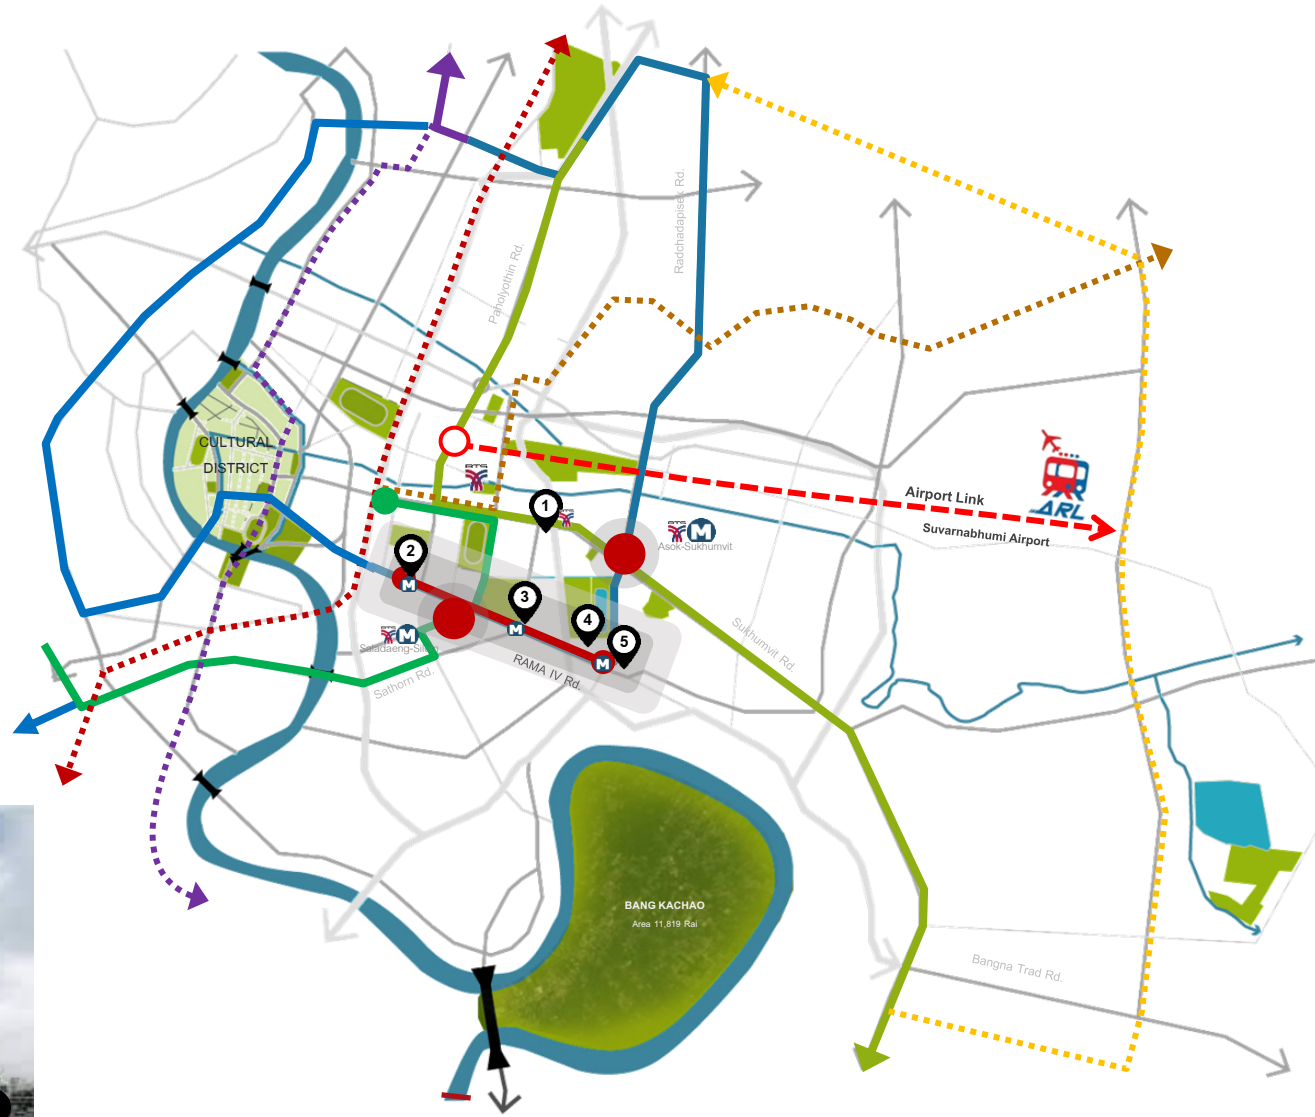 Radchadapisek Rd.
Paholyothin Rd.
CULTURAL
DISTRICT
BTS
1
Airport Link
ARL
Suvarnabhumi Airport
M
Asok-Sukhumvit
2
M
3
M
4
5
M
M
Saladaeng-Silom
RAMA IV Rd.
Sathorn Rd.
Sukhumvit Rd.
BANG KACHAO
Area 11,819 Rai
Bangna Trad Rd.